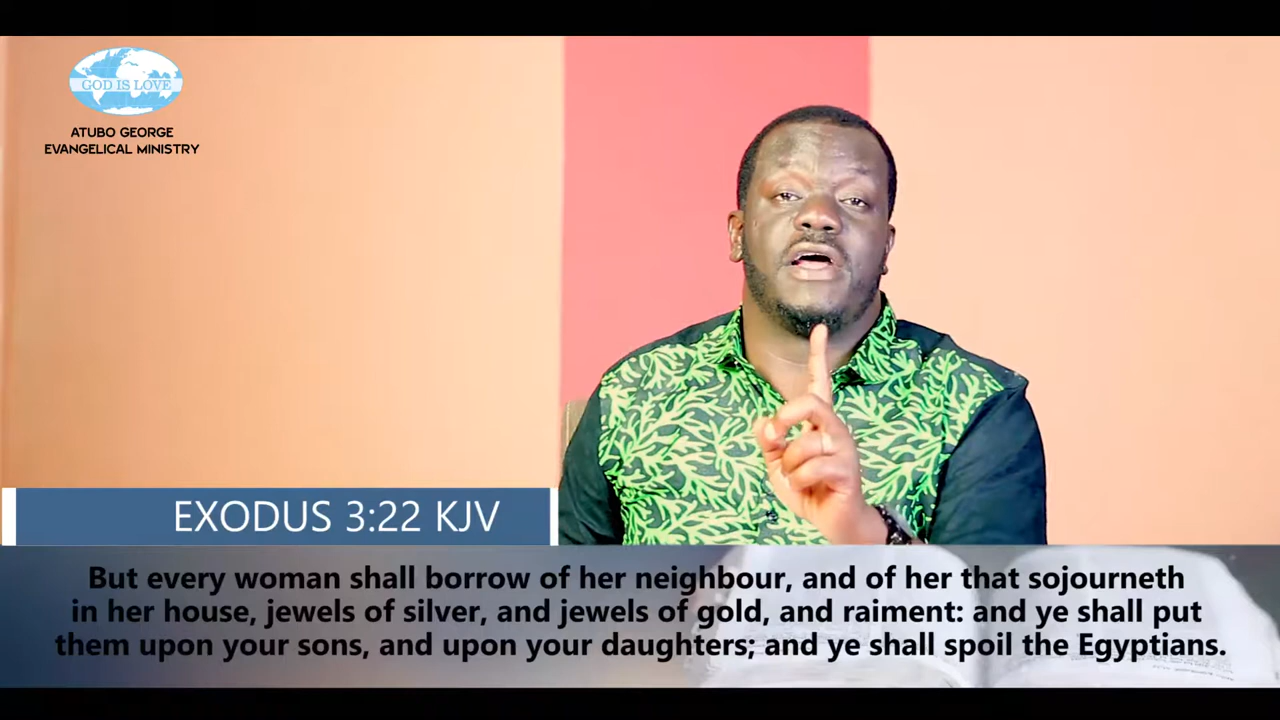 GOD IS LOVE
ATUBO GEORGE
EVANGELICAL MINISTRY
EXODUS 3:22 KJV
But every woman shall borrow of her neighbour, and of her that sojourneth
in her house, jewels of silver, and jewels of gold, and raiment: and ye shall put
them upon your sons, and upon your daughters; and ye shall spoil the Egyptians.